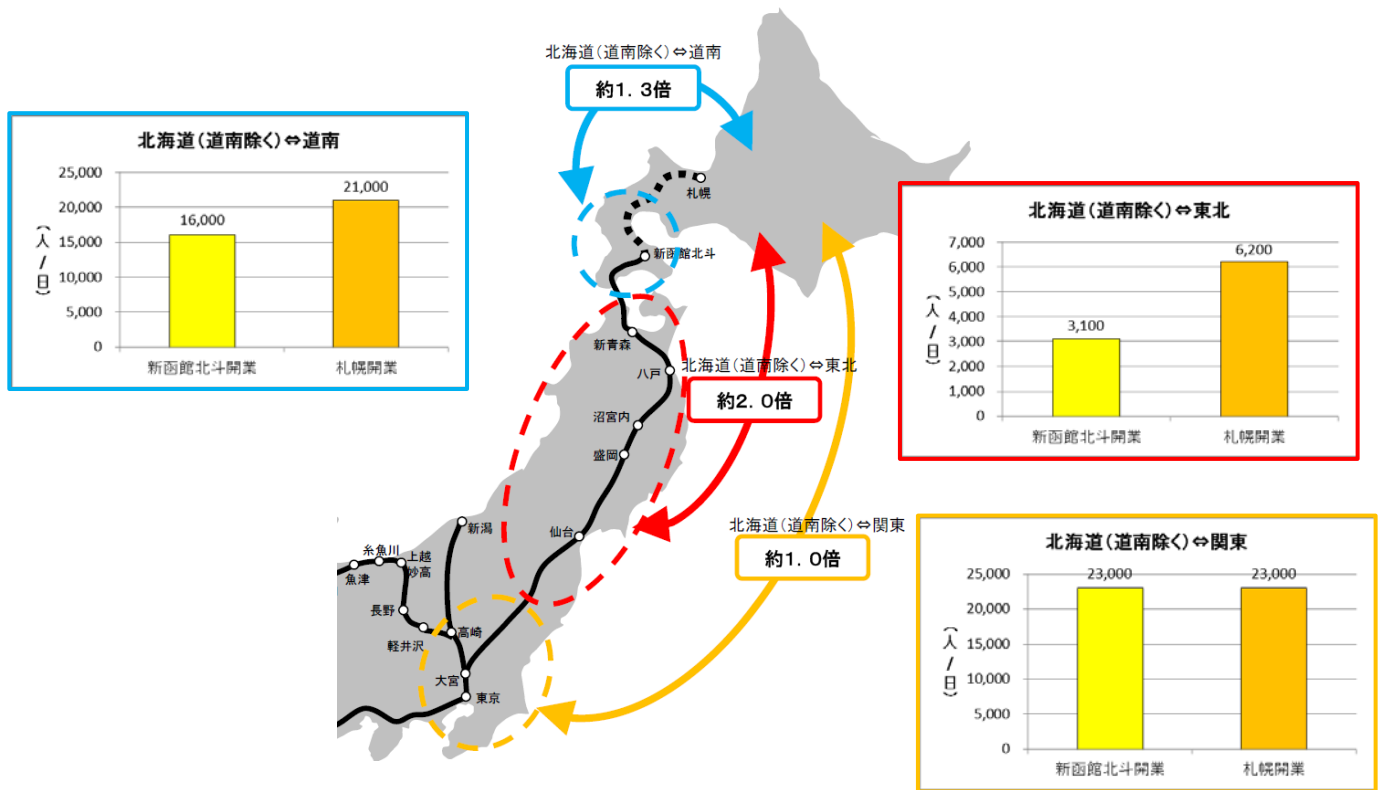 北海道(道南除く)⇔道南
約1.3倍
北海道(道南除く)⇔道南
25,000
20,000
15,000
10,000
5,000
0
(人/日)
16,000
21,000
新函館北斗開業
札幌開業
札幌
新函館北斗
新青森
八戸
沼宮内
盛岡
仙台
新潟
糸魚川
上越
妙高
魚津
長野
軽井沢
高崎
大宮
東京
北海道(道南除く)⇔東北
約2.0倍
北海道(道南除く)⇔東北
7,000
6,000
5,000
4,000
3,000
2,000
1,000
0
(人/日)
3,100
6,200
新函館北斗開業
札幌開業
北海道(道南除く)⇔関東
約1.0倍
北海道(道南除く)⇔関東
25,000
20,000
15,000
10,000
5,000
0
(人/日)
23,000
23,000
新函館北斗開業
札幌開業